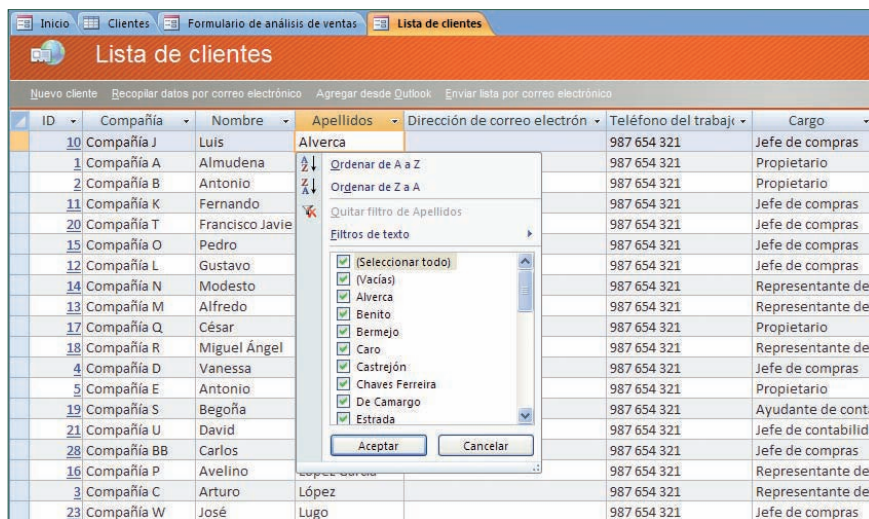 Inicio Clientes Formulario de análisis de ventas Lista de clientes
Lista de clientes
Nuevo cliente Recopilar datos por correo electrónico Agregar desde Outlook Enviar lista por correo electrónico
ID Compañía Nombre Apellidos Dirección de correo electrón Teléfono del trabajo Cargo
10 Compañía J Luis Alverca 987 654 321 Jefe de compras
1 Compañía A Almudena 987 654 321 Propietario
2 Compañía B Antonio 987 654 321 Propietario
11 Compañía K Fernando 987 654 321 Jefe de compras
20 Compañía T Francisco Javie 987 654 321 Jefe de compras
15 Compañía O Pedro 987 654 321 Jefe de compras
12 Compañía L Gustavo 987 654 321 Jefe de compras
14 Compañía N Modesto 987 654 321 Representante de
13 Compañía M Alfredo 987 654 321 Representante de
17 Compañía Q César 987 654 321 Propietario
18 Compañía R Miguel Ángel 987 654 321 Representante de
4 Compañía D Vanessa 987 654 321 Jefe de compras
5 Compañía E Antonio 987 654 321 Propietario
19 Compañía S Begoña 987 654 321 Ayudante de cont
21 Compañía U David 987 654 321 Jefe de contabilid
28 Compañía BB Carlos 987 654 321 Jefe de compras
16 Compañía P Avelino López García 987 654 321 Representante de
3 Compañía C Arturo López 987 654 321 Representante de
23 Compañía W José Lugo 987 654 321 Jefe de compras
Ordenar de A a Z
Ordenar de Z a A
Quitar filtro de Apellidos
Filtros de texto
(Seleccionar todo)
(Vacías)
Alverca
Benito
Bermejo
Caro
Castrejón
Chaves Ferreira
De Camargo
Estrada
Aceptar Cancelar